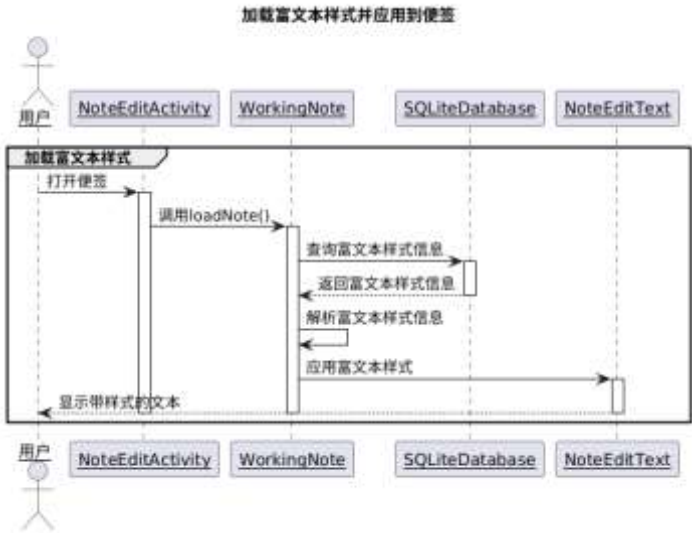 加载富文本样式并应用到便签
用户 NoteEditActivity WorkingNote SQLiteDatabase NoteEditText
加载富文本样式
打开便签
调用loadNote()
查询富文本样式信息
返回富文本样式信息
解析富文本样式信息
应用富文本样式
显示带样式的文本
用户 NoteEditActivity WorkingNote SQLiteDatabase NoteEditText